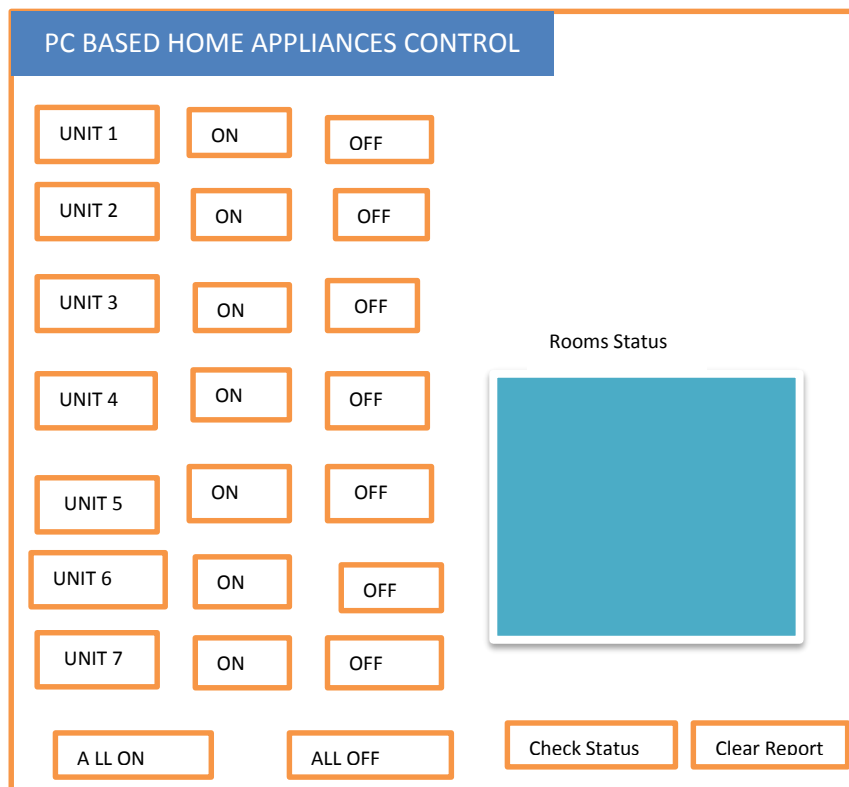 PC BASED HOME APPLIANCES CONTROL
UNIT 1 ON OFF
UNIT 2 ON OFF
UNIT 3 ON OFF
Rooms Status
UNIT 4 ON OFF
UNIT 5 ON OFF
UNIT 6 ON OFF
UNIT 7 ON OFF
A LL ON ALL OFF Check Status Clear Report